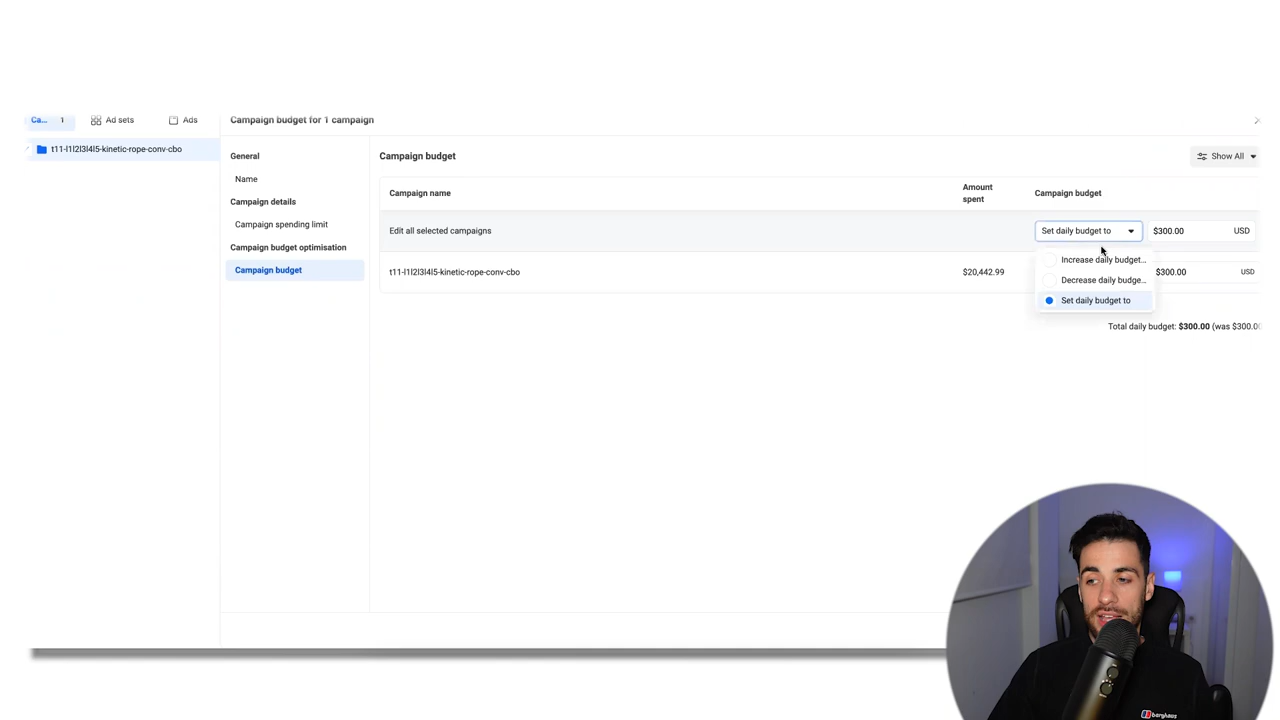 Ca... 1 Ad sets Ads Campaign budget for 1 campaign
t11-l1l2l3l4l5-kinetic-rope-conv-cbo
General
Name
Campaign details
Campaign spending limit
Campaign budget optimisation
Campaign budget
Campaign budget Show All
Campaign name Amount spent Campaign budget
Edit all selected campaigns Set daily budget to $300.00 USD
Increase daily budget...
t11-l1l2l3l4l5-kinetic-rope-conv-cbo $20,442.99 $300.00 USD
Decrease daily budge...
Set daily budget to
Total daily budget: $300.00 (was $300.00
berghaus